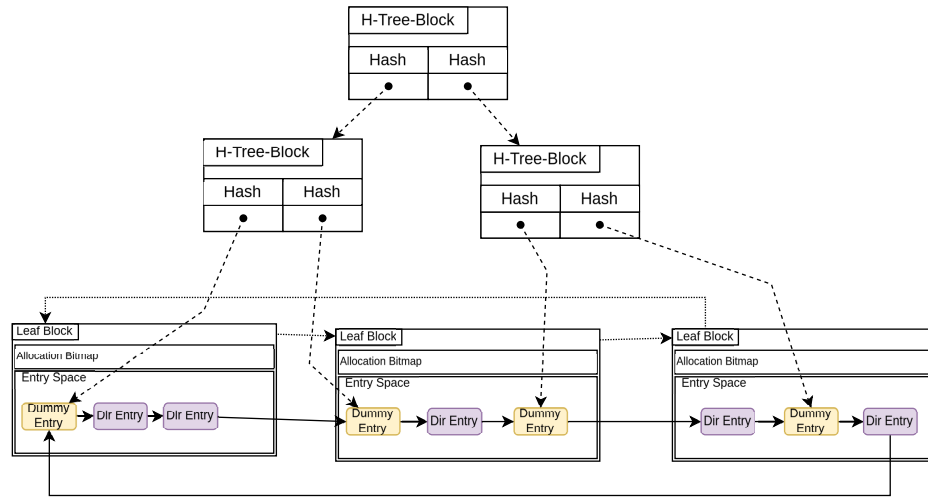 H-Tree-Block
Hash Hash
H-Tree-Block
Hash Hash
H-Tree-Block
Hash Hash
Leaf Block
Allocation Bitmap
Entry Space
Dummy
Entry
Dir Entry
Dir Entry
Leaf Block
Allocation Bitmap
Entry Space
Dummy
Entry
Dir Entry
Dummy
Entry
Leaf Block
Allocation Bitmap
Entry Space
Dir Entry
Dummy
Entry
Dir Entry